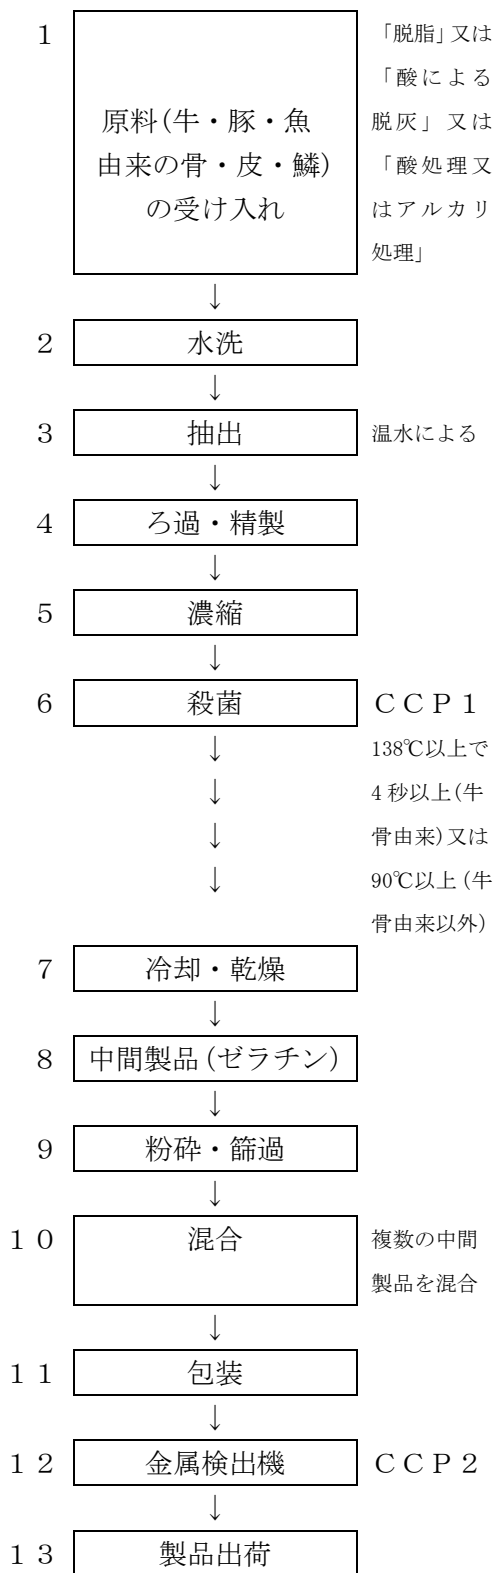 1
「脱脂」又は
「酸による
脱灰」又は
「酸処理又
はアルカリ
処理」
原料(牛・豚・魚
由来の骨・皮・鱗)
の受け入れ
↓
2 水洗
↓
3 抽出 温水による
↓
4 ろ過・精製
↓
5 濃縮
↓
6 殺菌 CCP1
↓ 138℃以上で
↓ 4秒以上(牛
↓ 骨由来)又は
↓ 90℃以上(牛
骨由来以外)
7 冷却・乾燥
↓
8 中間製品(ゼラチン)
↓
9 粉砕・篩過
↓
10 混合 複数の中間
製品を混合
↓
11 包装
↓
12 金属検出機 CCP2
↓
13 製品出荷